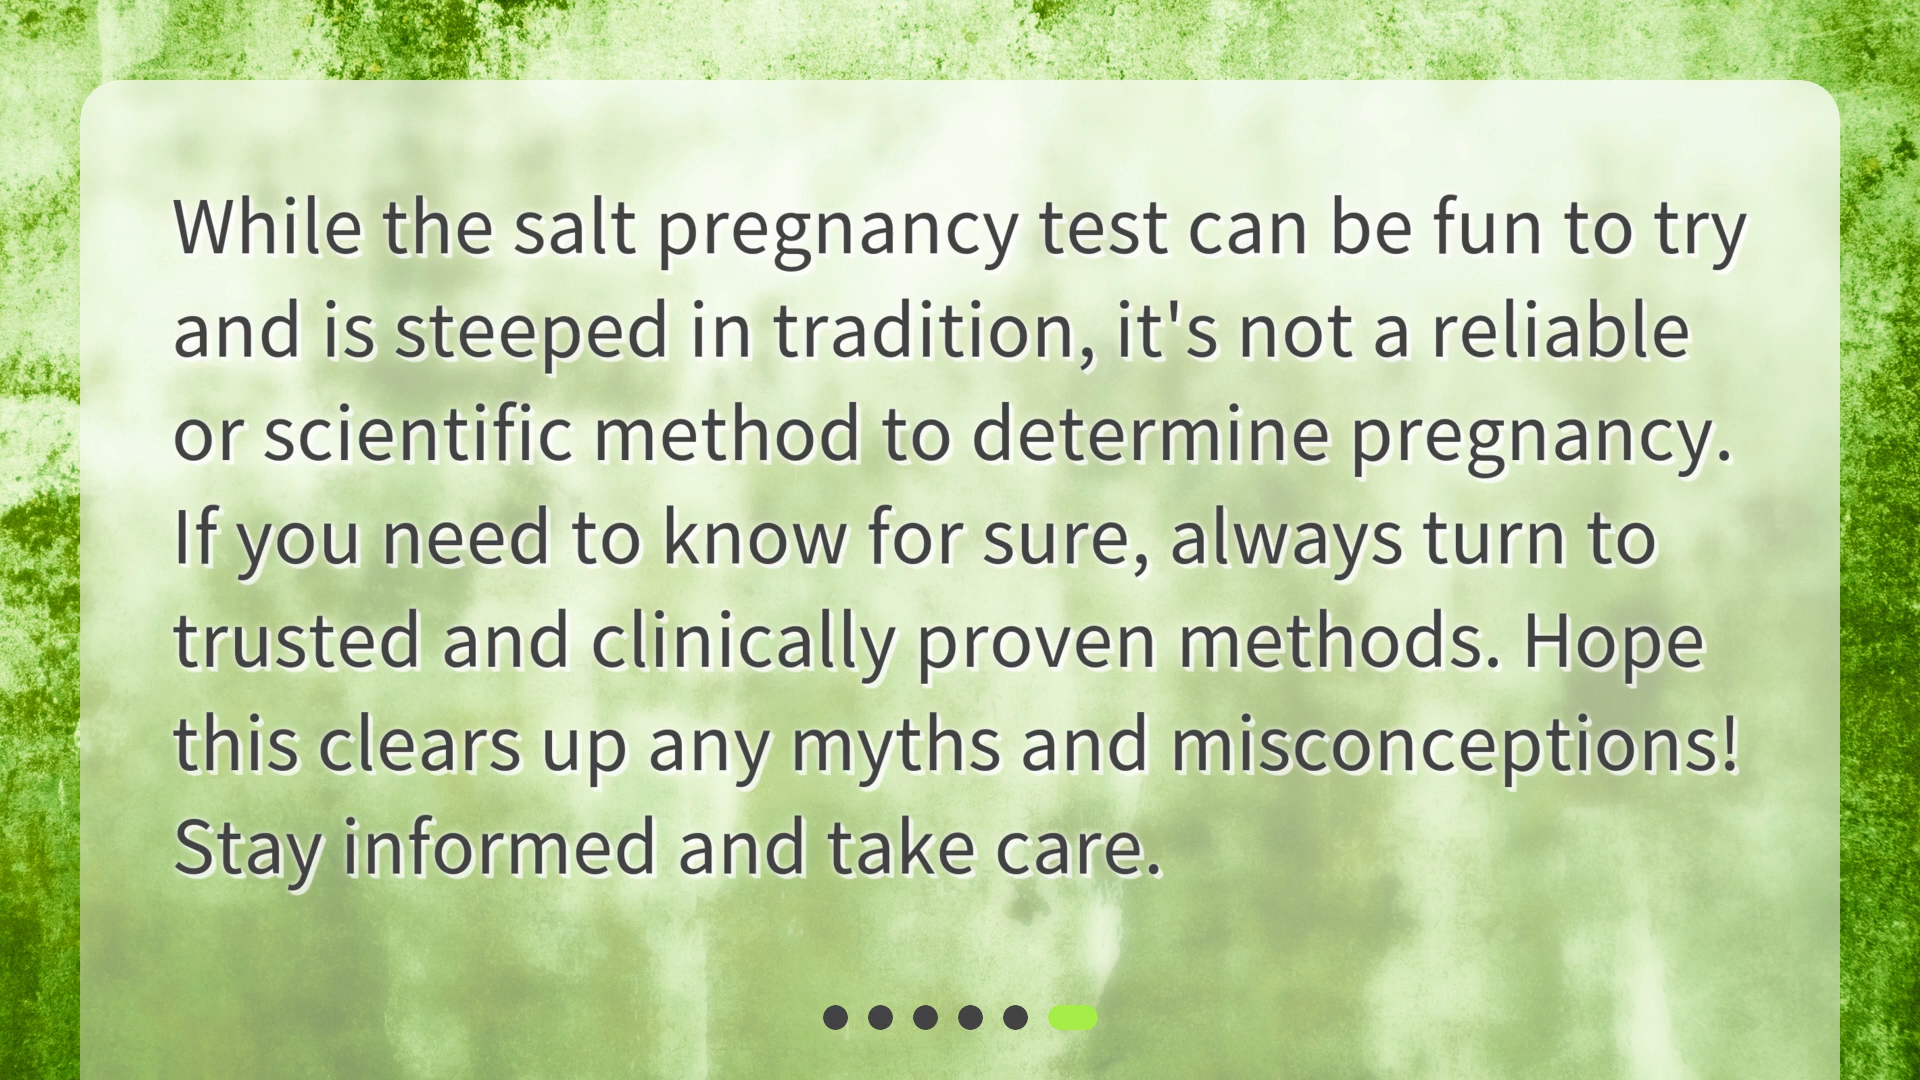 While the salt pregnancy test can be fun to try
and is steeped in tradition, it's not a reliable
or scientific method to determine pregnancy.
If you need to know for sure, always turn to
trusted and clinically proven methods. Hope
this clears up any myths and misconceptions!
Stay informed and take care.